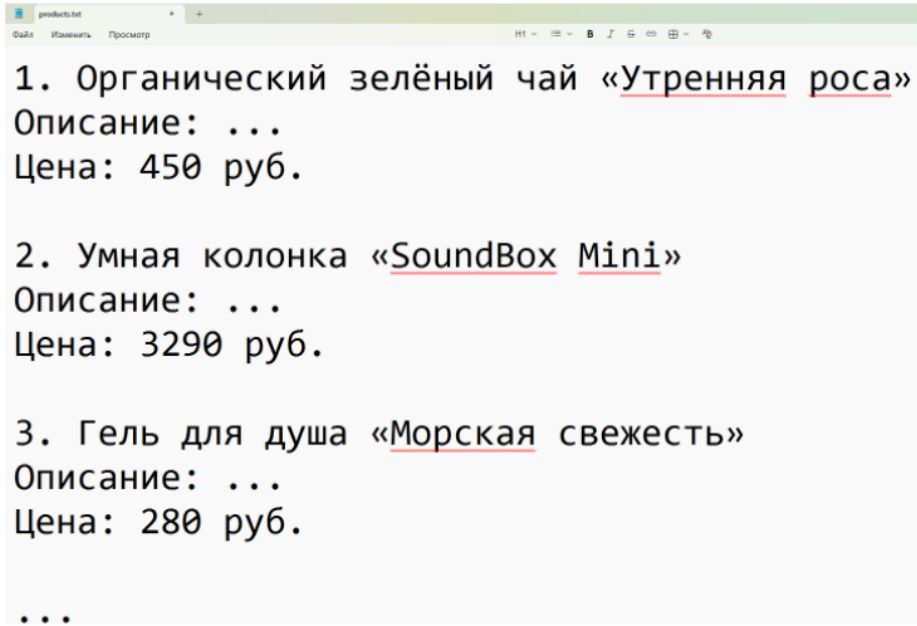 products.txt
Файл Изменить Просмотр H1 B I S
1. Органический зелёный чай «Утренняя роса»
Описание: ...
Цена: 450 руб.
2. Умная колонка «SoundBox Mini»
Описание: ...
Цена: 3290 руб.
3. Гель для душа «Морская свежесть»
Описание: ...
Цена: 280 руб.
...